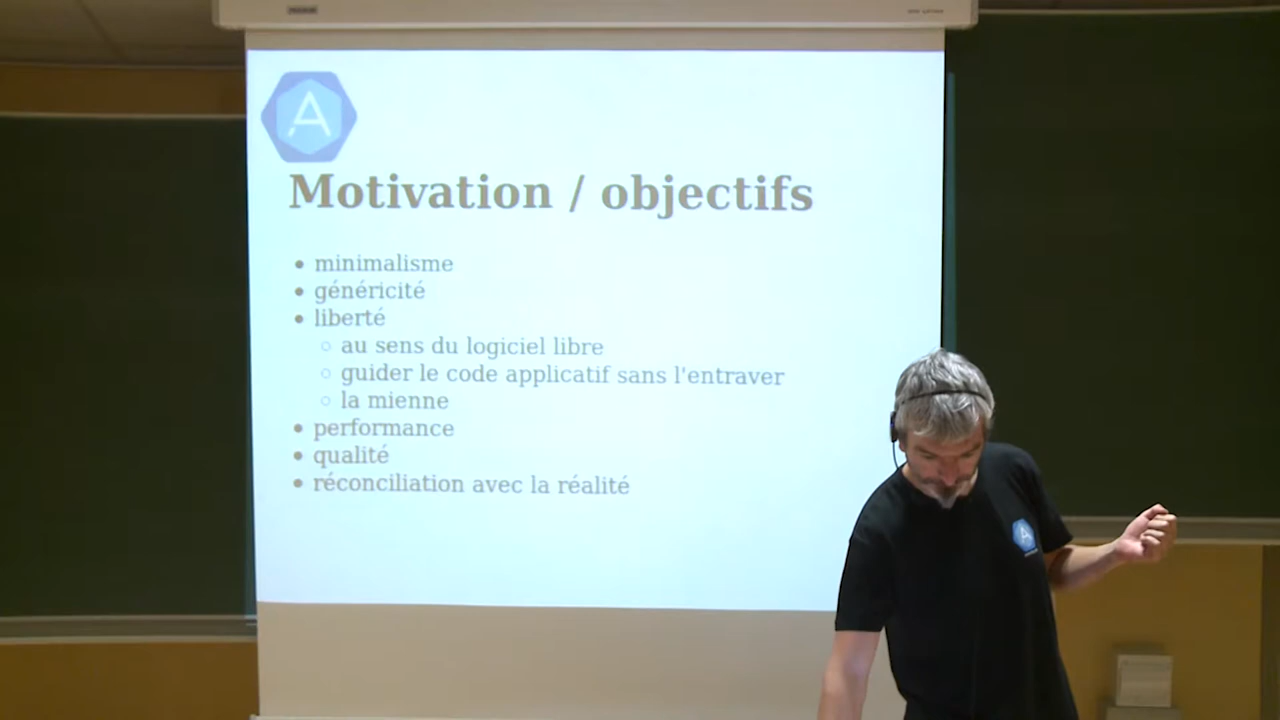 A
Motivation / objectifs
minimalisme
généricité
liberté
au sens du logiciel libre
guider le code applicatif sans l'entraver
la mienne
performance
qualité
réconciliation avec la réalité
A